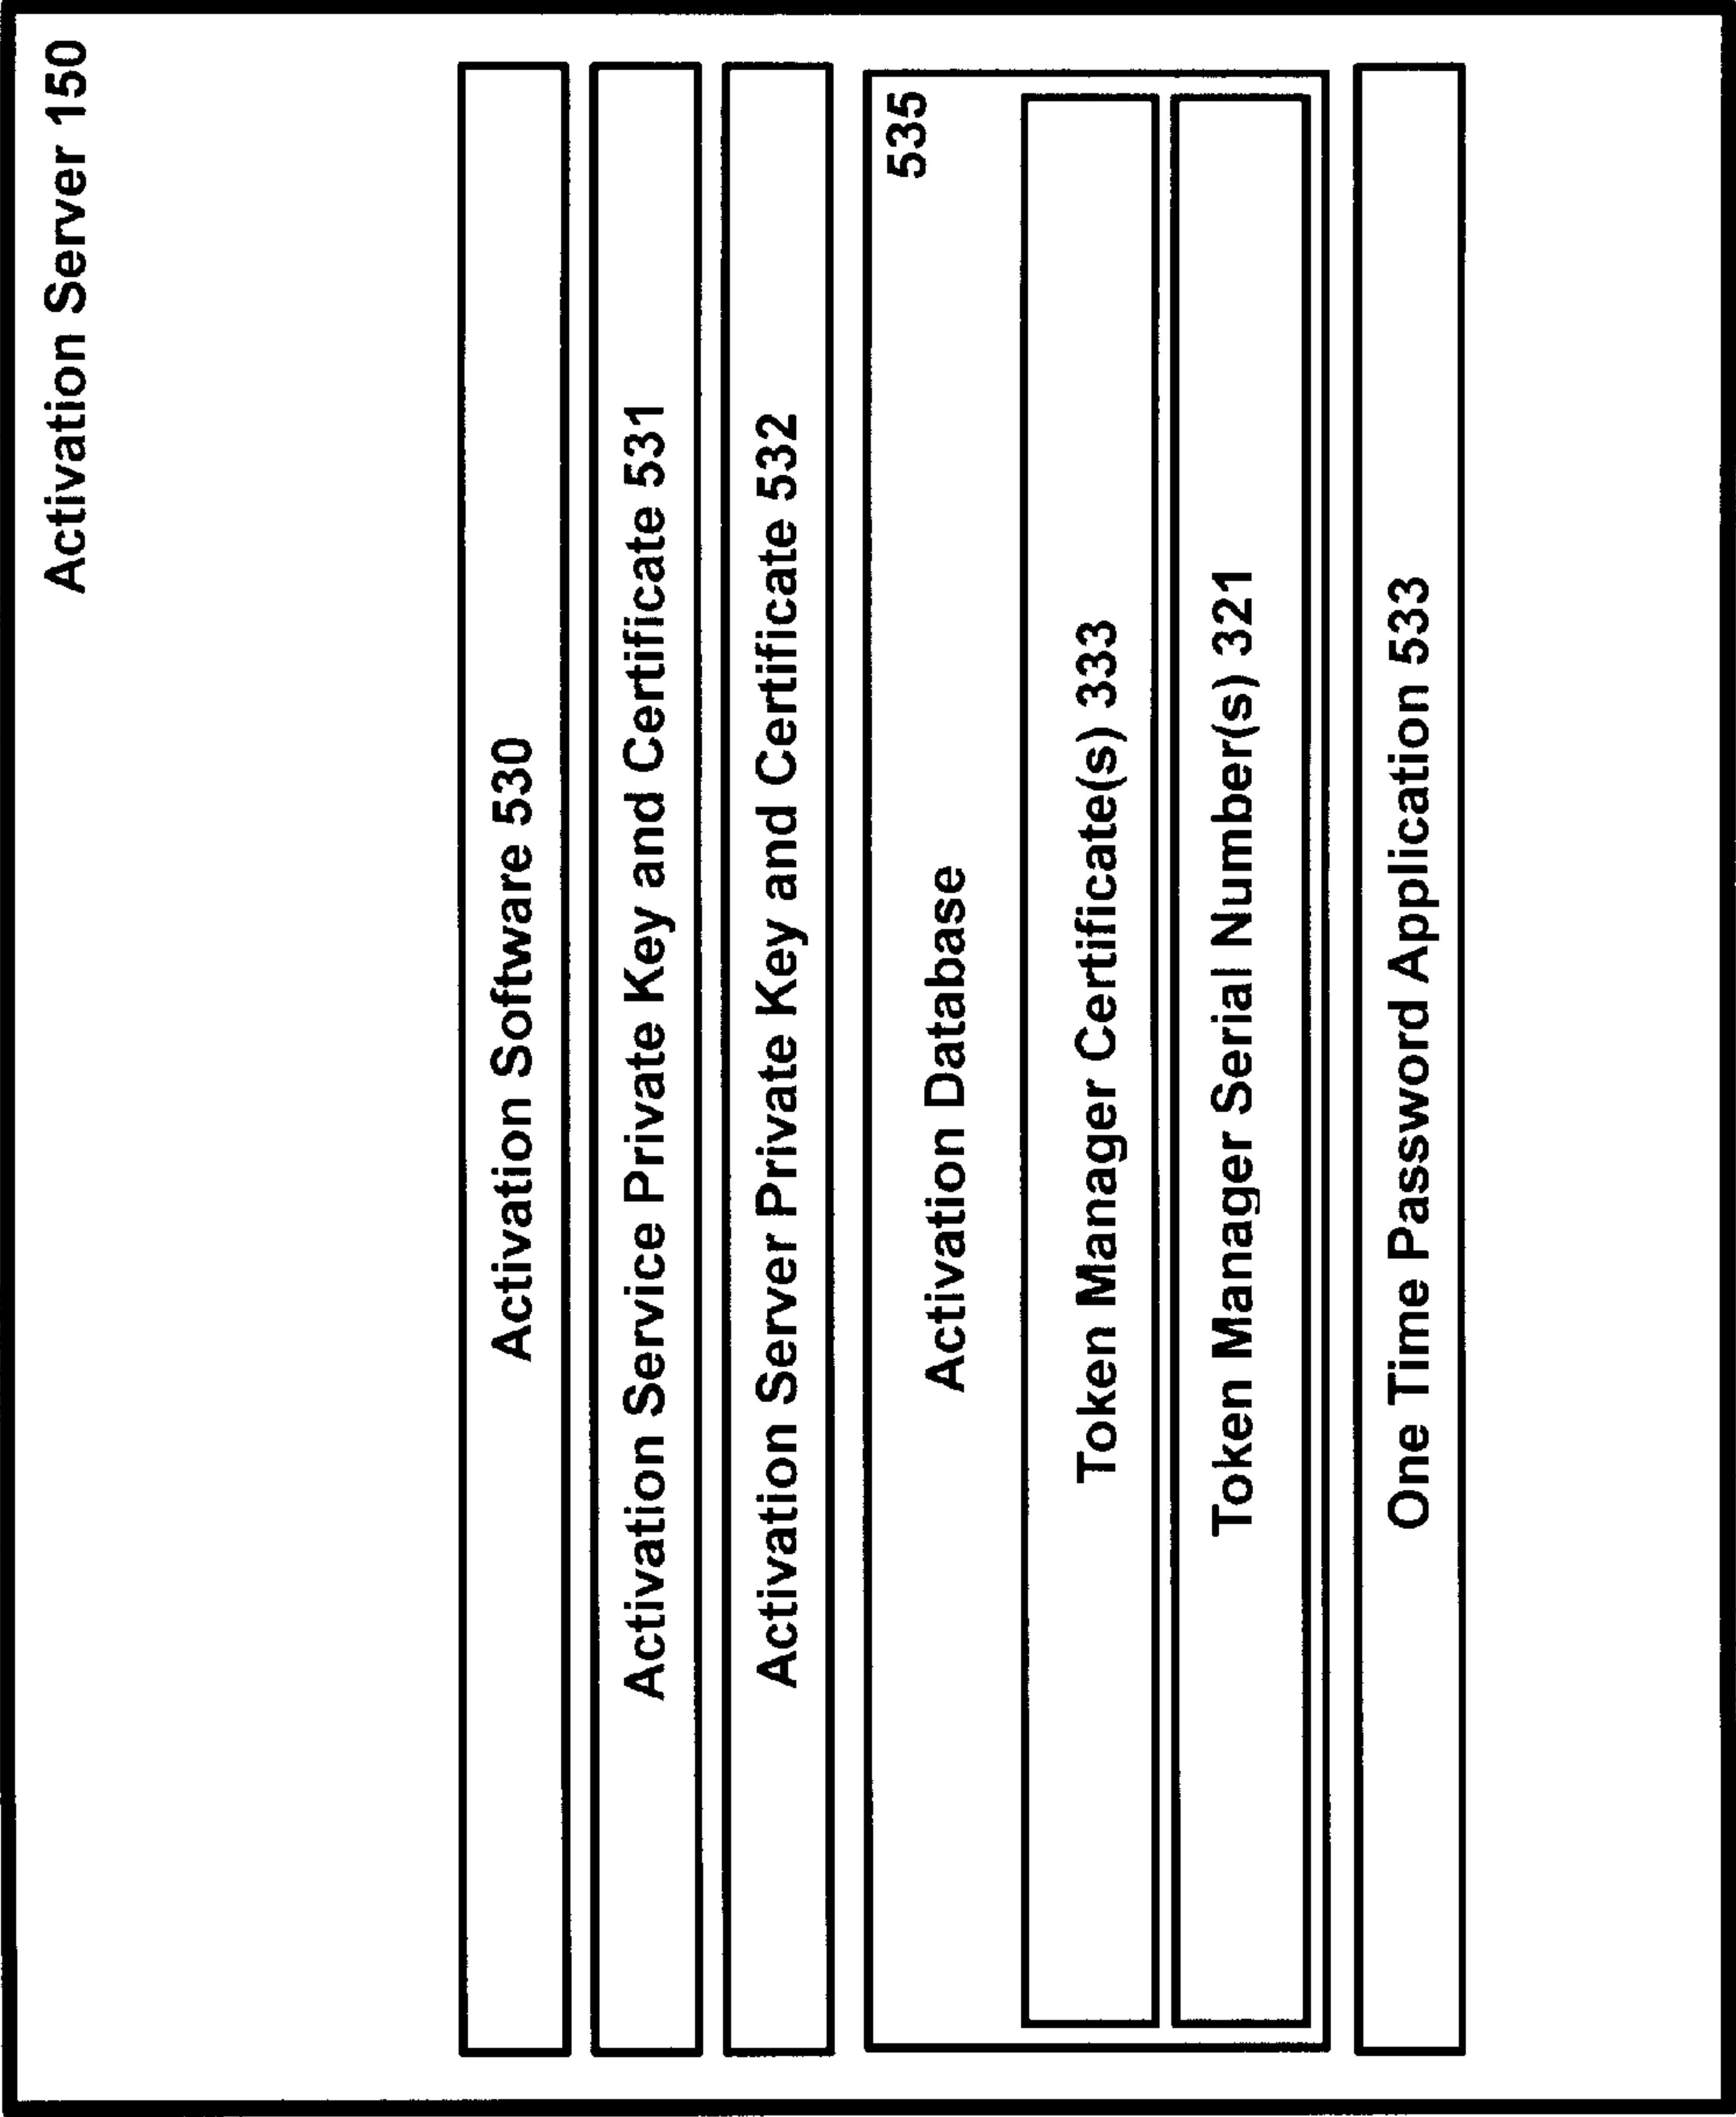 Activation Server 150
Activation Software 530
Activation Service Private Key and Certificate 531
Activation Server Private Key and Certificate 532
535
Activation Database
Token Manager Certificate(s) 333
Token Manager Serial Number(s) 321
One Time Password Application 533